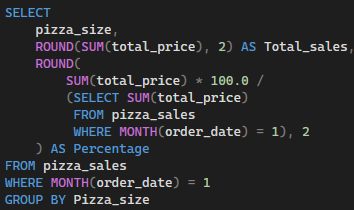 SELECT
    pizza_size,
    ROUND(SUM(total_price), 2) AS Total_sales,
    ROUND(
        SUM(total_price) * 100.0 /
        (SELECT SUM(total_price)
         FROM pizza_sales
         WHERE MONTH(order_date) = 1), 2
    ) AS Percentage
FROM pizza_sales
WHERE MONTH(order_date) = 1
GROUP BY Pizza_size